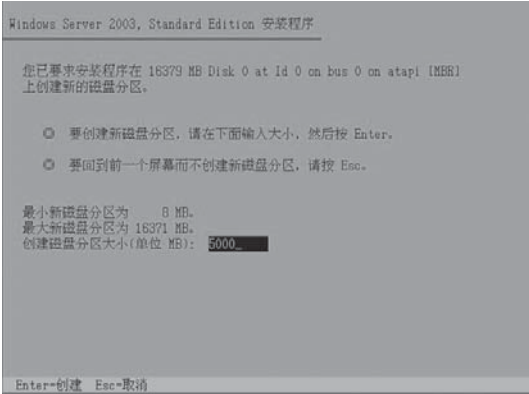 Windows Server 2003, Standard Edition 安装程序
您已要求安装程序在 16379 MB Disk 0 at Id 0 on bus 0 on atapi [MBR]
上创建新的磁盘分区。
要创建新磁盘分区，请在下面输入大小，然后按 Enter。
要回到前一个屏幕而不创建新磁盘分区，请按 Esc。
最小新磁盘分区为 8 MB。
最大新磁盘分区为 16371 MB。
创建磁盘分区大小(单位 MB): 5000_
Enter=创建 Esc=取消